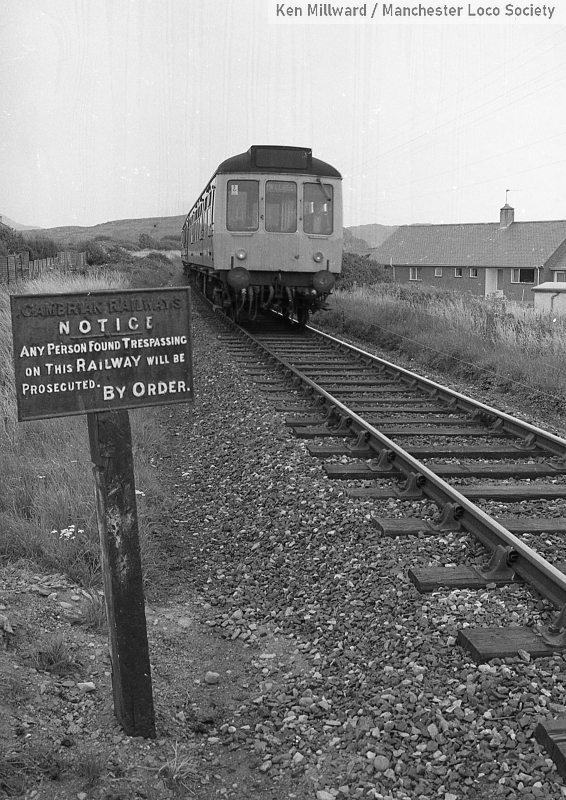 Ken Millward / Manchester Loco Society
CAMBRIAN RAILWAYS
NOTICE
ANY PERSON FOUND TRESPASSING
ON THIS RAILWAY WILL BE
PROSECUTED. BY ORDER.